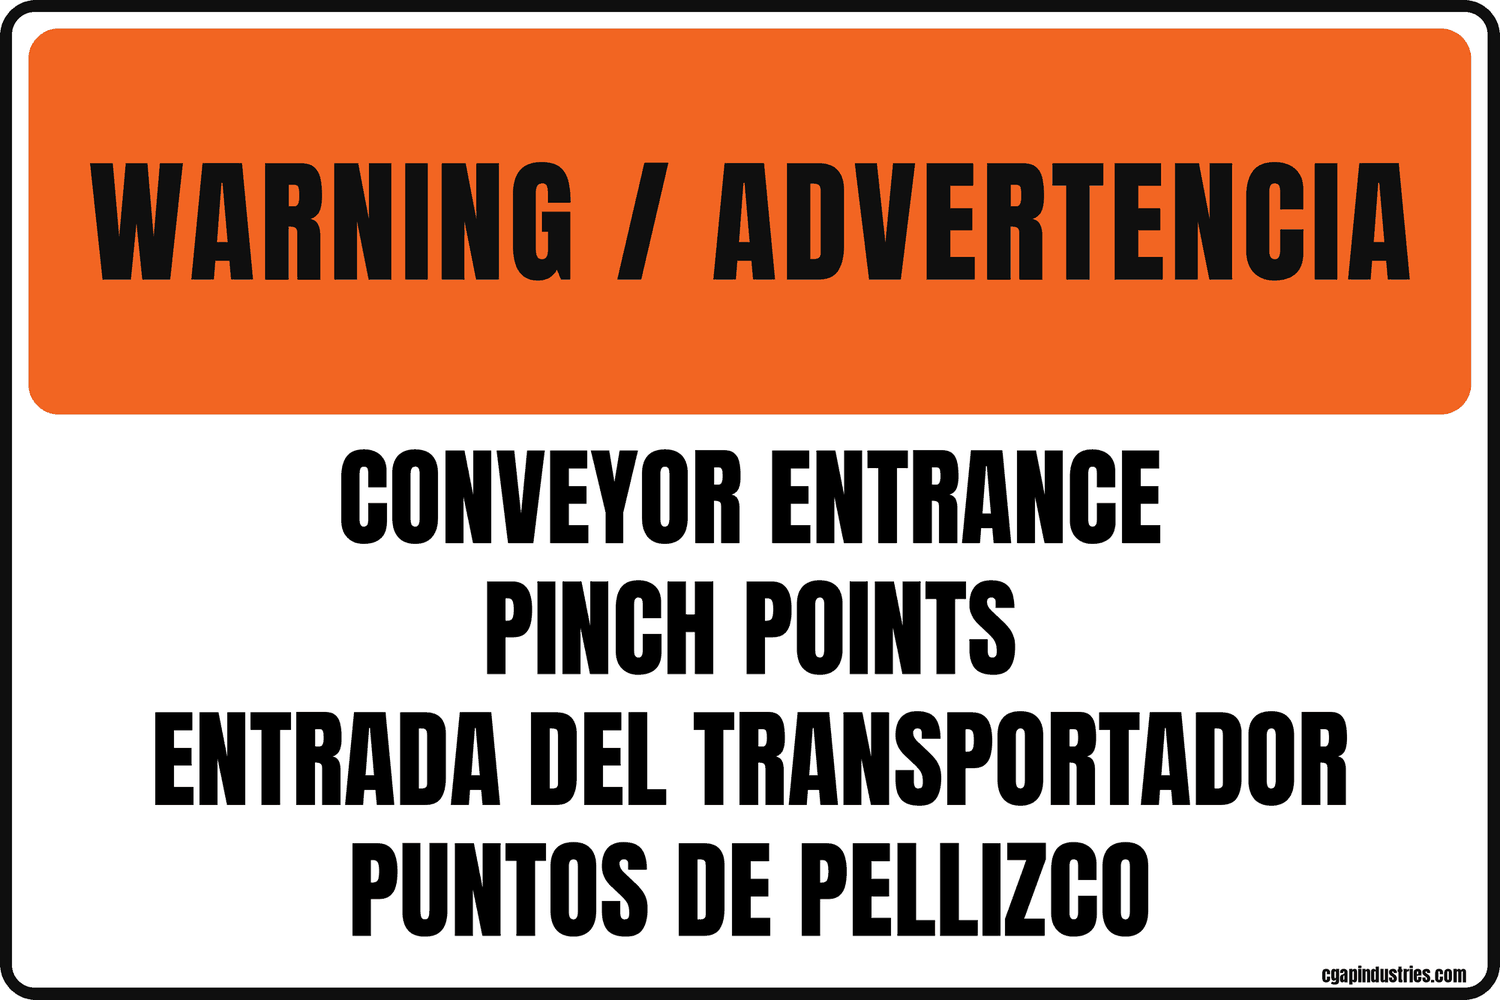 WARNING / ADVERTENCIA
CONVEYOR ENTRANCE
PINCH POINTS
ENTRADA DEL TRANSPORTADOR
PUNTOS DE PELLIZCO
cgapindustries.com